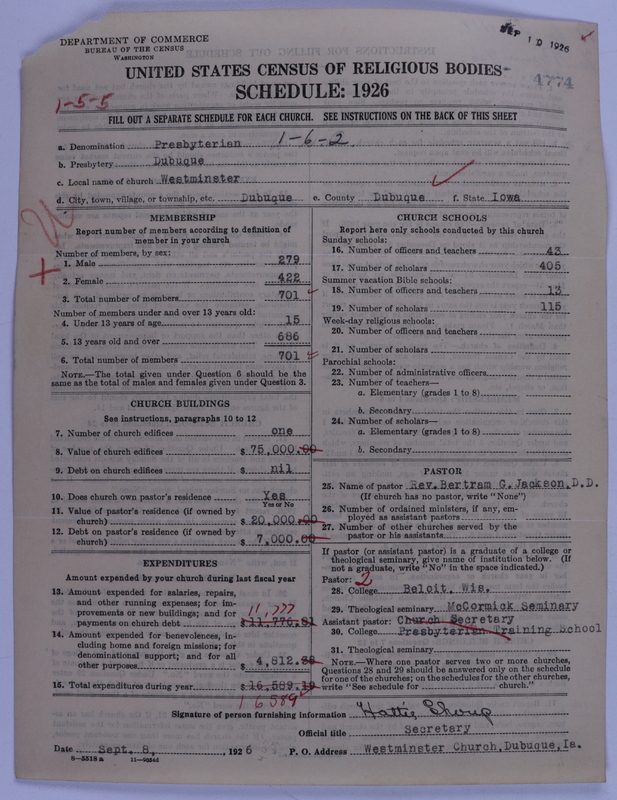 DEPARTMENT OF COMMERCE
BUREAU OF THE CENSUS
WASHINGTON
SEP 10 1926
4774
UNITED STATES CENSUS OF RELIGIOUS BODIES
SCHEDULE: 1926
1-5-5
FILL OUT A SEPARATE SCHEDULE FOR EACH CHURCH. SEE INSTRUCTIONS ON THE BACK OF THIS SHEET
1-6-2
a. Denomination Presbyterian
b. Presbytery Dubuque
c. Local name of church Westminster
d. City, town, village, or township, etc. Dubuque e. County Dubuque f. State Iowa
MEMBERSHIP
Report number of members according to definition of
member in your church
Number of members, by sex:
1. Male 279
2. Female 422
3. Total number of members 701
Number of members under and over 13 years old:
4. Under 13 years of age 15
5. 13 years old and over 686
6. Total number of members 701
NOTE.—The total given under Question 6 should be
same as the total of males and females given under Question 3.
CHURCH BUILDINGS
See instructions, paragraphs 10 to 12
7. Number of church edifices one
8. Value of church edifices $ 75,000.00
9. Debt on church edifices $ nil
10. Does church own pastor's residence Yes
Yes or No
11. Value of pastor's residence (if owned by
church) $ 20,000.00
12. Debt on pastor's residence (if owned by
church) $ 7,000.00
EXPENDITURES
Amount expended by your church during last fiscal year
13. Amount expended for salaries, repairs,
and other running expenses; for im-
provements or new buildings; and for 11,777
payments on church debt $11,776.81
14. Amount expended for benevolences, in-
cluding home and foreign missions; for
denominational support; and for all
other purposes $ 4,812.38
15. Total expenditures during year $16,589.19
16589
CHURCH SCHOOLS
Report here only schools conducted by this church
Sunday schools:
16. Number of officers and teachers 43
17. Number of scholars 405
Summer vacation Bible schools:
18. Number of officers and teachers 13
19. Number of scholars 115
Week-day religious schools:
20. Number of officers and teachers
21. Number of scholars
Parochial schools:
22. Number of administrative officers
23. Number of teachers—
a. Elementary (grades 1 to 8)
b. Secondary
24. Number of scholars—
a. Elementary (grades 1 to 8)
b. Secondary
PASTOR
25. Name of pastor Rev. Bertram G. Jackson, D.D.
(If church has no pastor, write "None")
26. Number of ordained ministers, if any, em-
ployed as assistant pastors
27. Number of other churches served by the
pastor or his assistants
If pastor (or assistant pastor) is a graduate of a college or
theological seminary, give name of institution below. (If
not a graduate, write "No" in the space indicated.)
Pastor: 2
28. College Beloit, Wis.
29. Theological seminary McCormick Seminary
Assistant pastor: Church Secretary
30. College Presbyterian Training School
31. Theological seminary
NOTE.—Where one pastor serves two or more churches,
Questions 28 and 29 should be answered only on the schedule
for one of the churches; on the schedules for the other churches,
write "See schedule for church."
Signature of person furnishing information Hattie Shoup
Official title Secretary
Date Sept. 8, 1926 P. O. Address Westminster Church, Dubuque, Ia.
8-5518 a